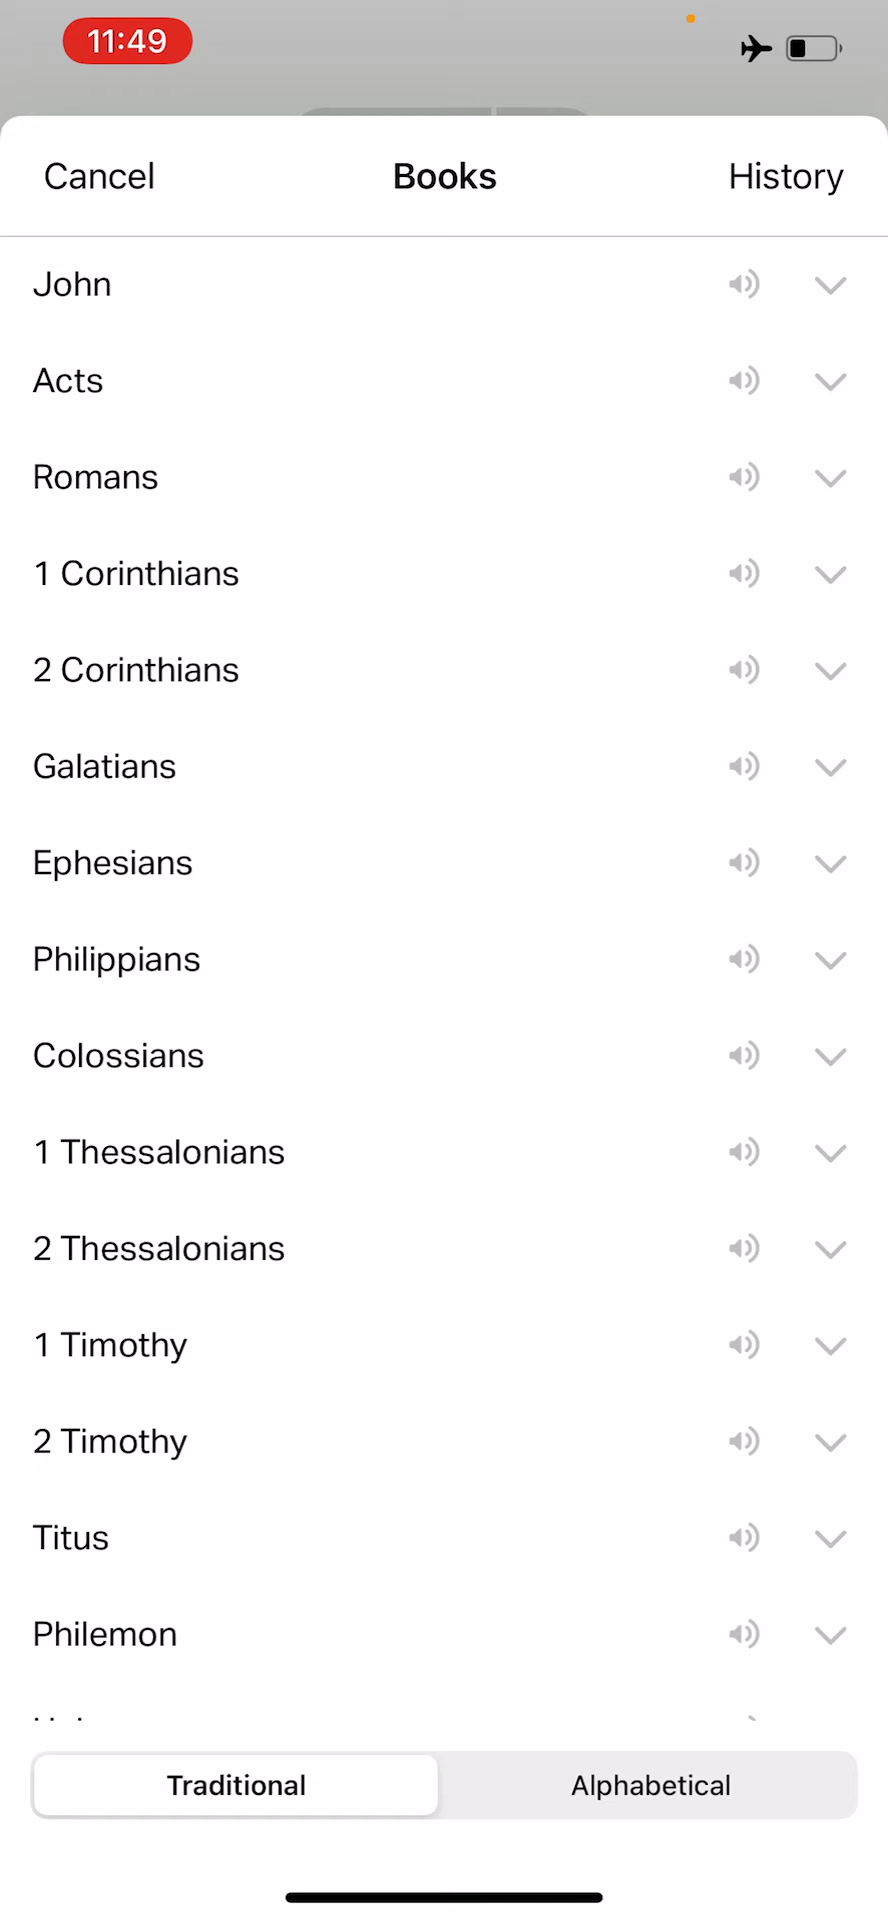 11:49
Cancel Books History
John
Acts
Romans
1 Corinthians
2 Corinthians
Galatians
Ephesians
Philippians
Colossians
1 Thessalonians
2 Thessalonians
1 Timothy
2 Timothy
Titus
Philemon
Traditional Alphabetical